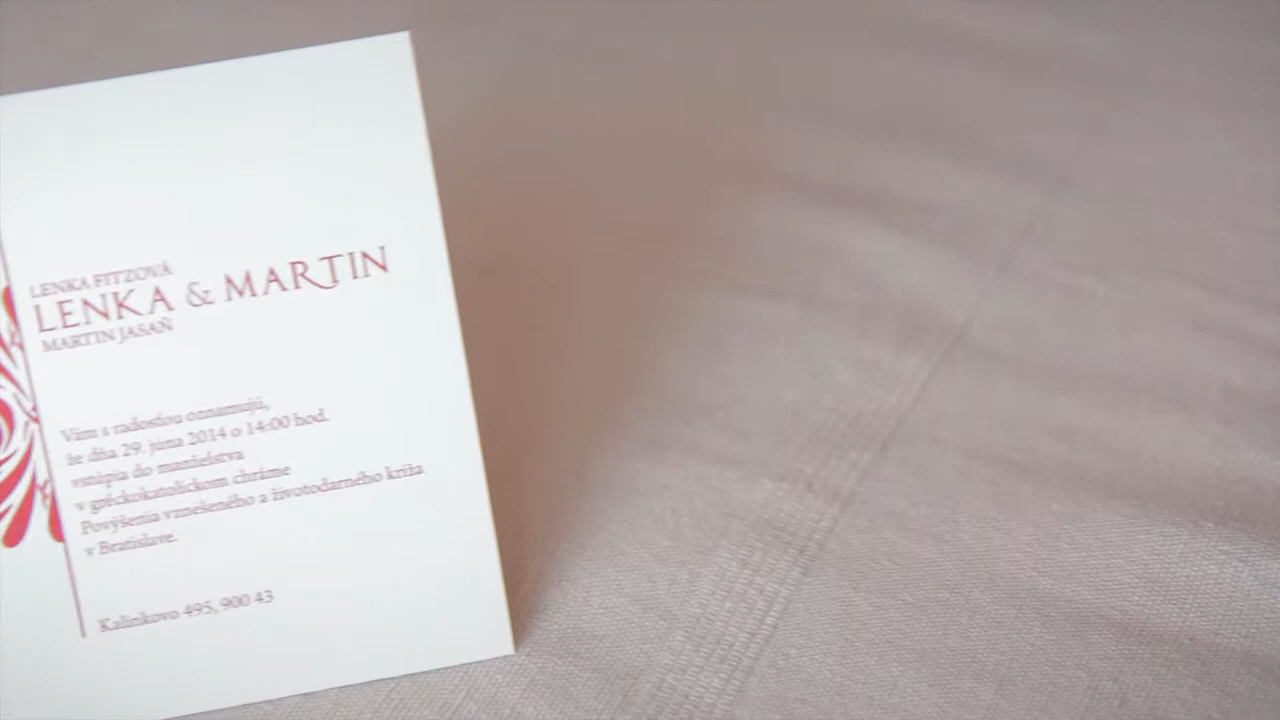 LENKA FITZOVÁ
LENKA & MARTIN
MARTIN JASAŇ
Vám s radosťou oznamujú,
že dňa 29. júna 2014 o 14:00 hod.
vstúpia do manželstva
v gréckokatolíckom chráme
Povýšenia vznešeného a životodarného kríža
v Bratislave.
Kalinkovo 495, 900 43